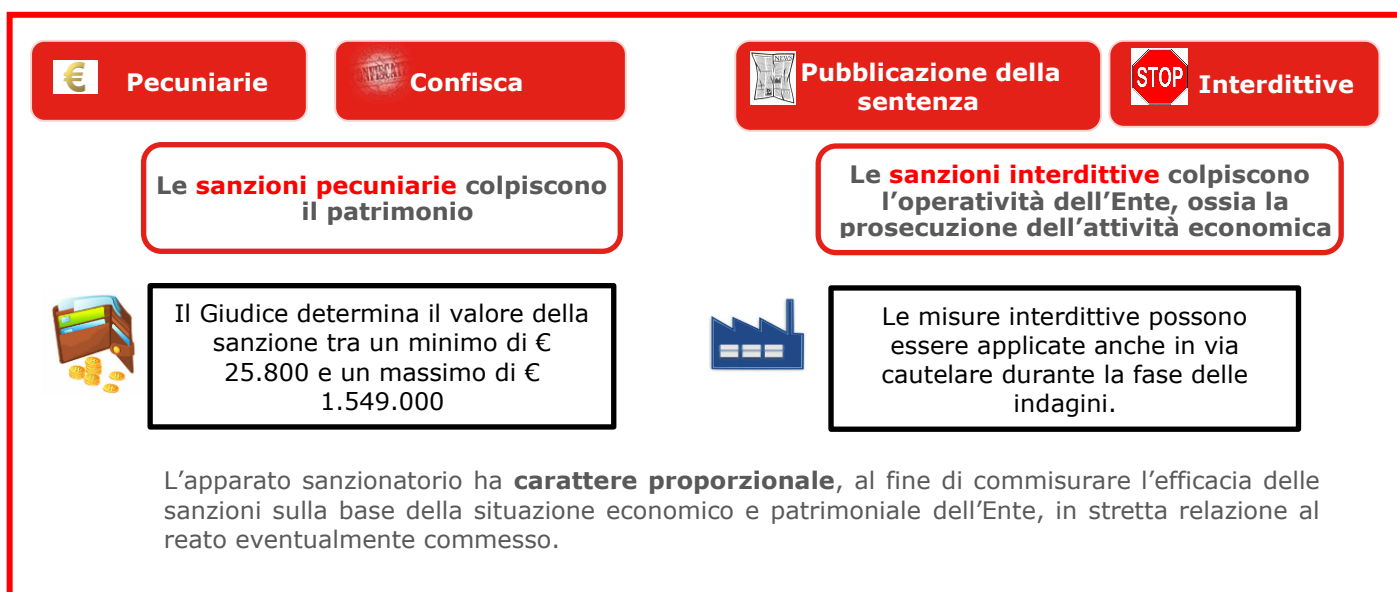 Pecuniarie
Confisca
Pubblicazione della
sentenza
NEWS
STOP
Interdittive
Le sanzioni pecuniarie colpiscono
il patrimonio
Le sanzioni interdittive colpiscono
l’operatività dell’Ente, ossia la
prosecuzione dell’attività economica
Il Giudice determina il valore della
sanzione tra un minimo di €
25.800 e un massimo di €
1.549.000
Le misure interdittive possono
essere applicate anche in via
cautelare durante la fase delle
indagini.
L’apparato sanzionatorio ha carattere proporzionale, al fine di commisurare l’efficacia delle
sanzioni sulla base della situazione economico e patrimoniale dell’Ente, in stretta relazione al
reato eventualmente commesso.